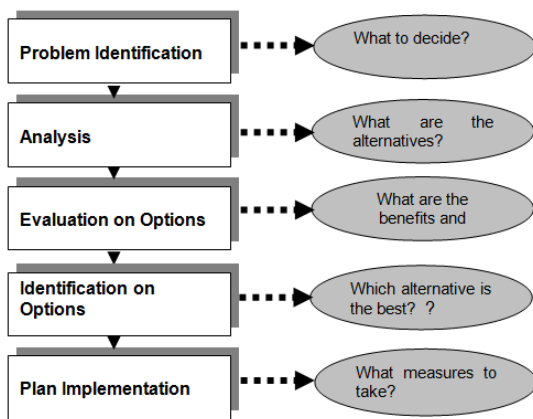 Problem Identification
What to decide?
Analysis
What are the
alternatives?
Evaluation on Options
What are the
benefits and
Identification on
Options
Which alternative is
the best? ?
Plan Implementation
What measures to
take?